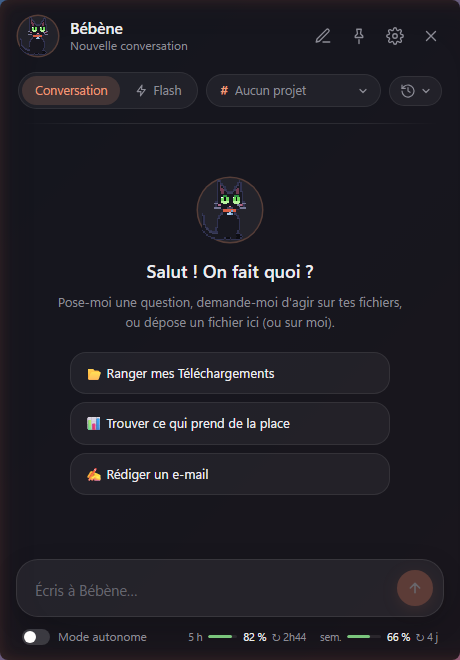 Bébène
Nouvelle conversation
Conversation
Flash
# Aucun projet
Salut ! On fait quoi ?
Pose-moi une question, demande-moi d'agir sur tes fichiers,
ou dépose un fichier ici (ou sur moi).
Ranger mes Téléchargements
Trouver ce qui prend de la place
Rédiger un e-mail
Écris à Bébène...
Mode autonome 5 h 82 % ↻ 2h44 sem. 66 % ↻ 4 j